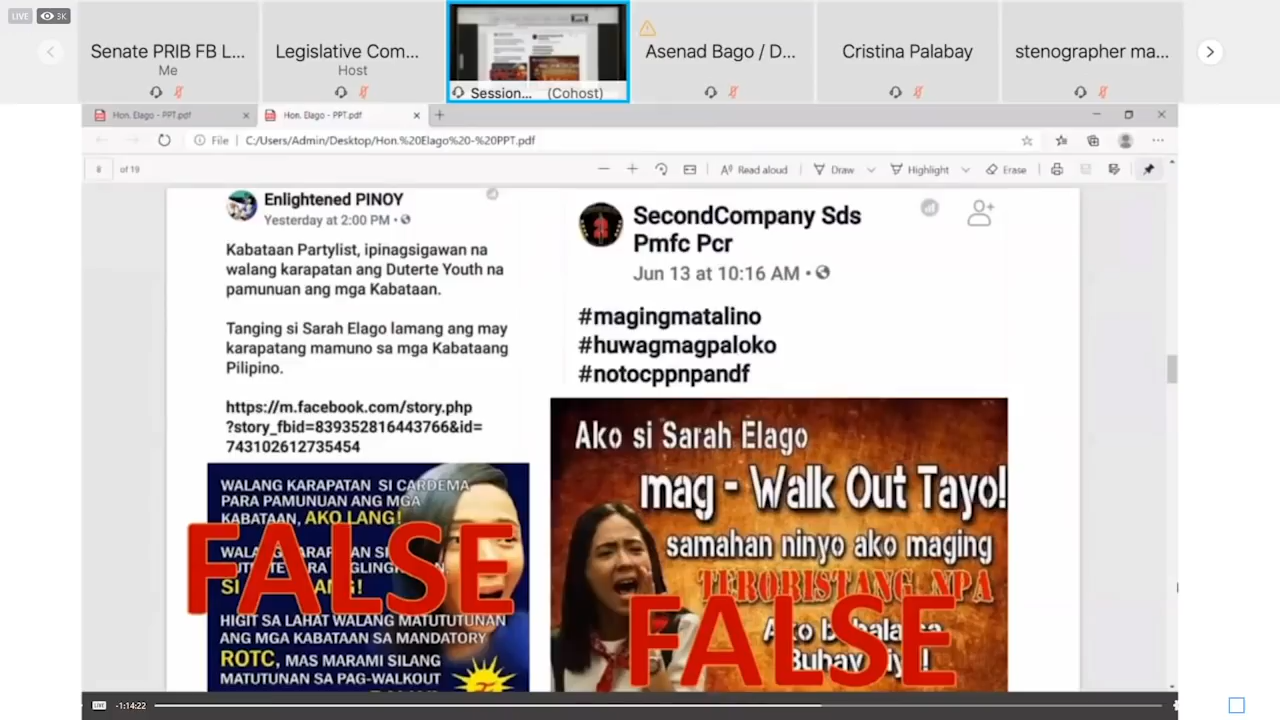 LIVE 3K
Senate PRIB FB L...
Me
Legislative Com...
Host
Session... (Cohost)
Asenad Bago / D...
Cristina Palabay
stenographer ma...
Hon. Elago - PPT.pdf
Hon. Elago - PPT.pdf
File C:/Users/Admin/Desktop/Hon.%20Elago%20-%20PPT.pdf
8 of 19
Read aloud
Draw
Highlight
Erase
Enlightened PINOY
Yesterday at 2:00 PM
Kabataan Partylist, ipinagsigawan na
walang karapatan ang Duterte Youth na
pamunuan ang mga Kabataan.
Tanging si Sarah Elago lamang ang may
karapatang mamuno sa mga Kabataang
Pilipino.
https://m.facebook.com/story.php
?story_fbid=839352816443766&id=
743102612735454
WALANG KARAPATAN SI CARDEMA
PARA PAMUNUAN ANG MGA
KABATAAN, AKO LANG!
FALSE
HIGIT SA LAHAT WALANG MATUTUTUNAN
ANG MGA KABATAAN SA MANDATORY
ROTC, MAS MARAMI SILANG
MATUTUNAN SA PAG-WALKOUT
SecondCompany Sds
Pmfc Pcr
Jun 13 at 10:16 AM
#magingmatalino
#huwagmagpaloko
#notocppnpandf
Ako si Sarah Elago
mag - Walk Out Tayo!
samahan ninyo ako maging
TERORISTANG NPA
FALSE
LIVE -1:14:22